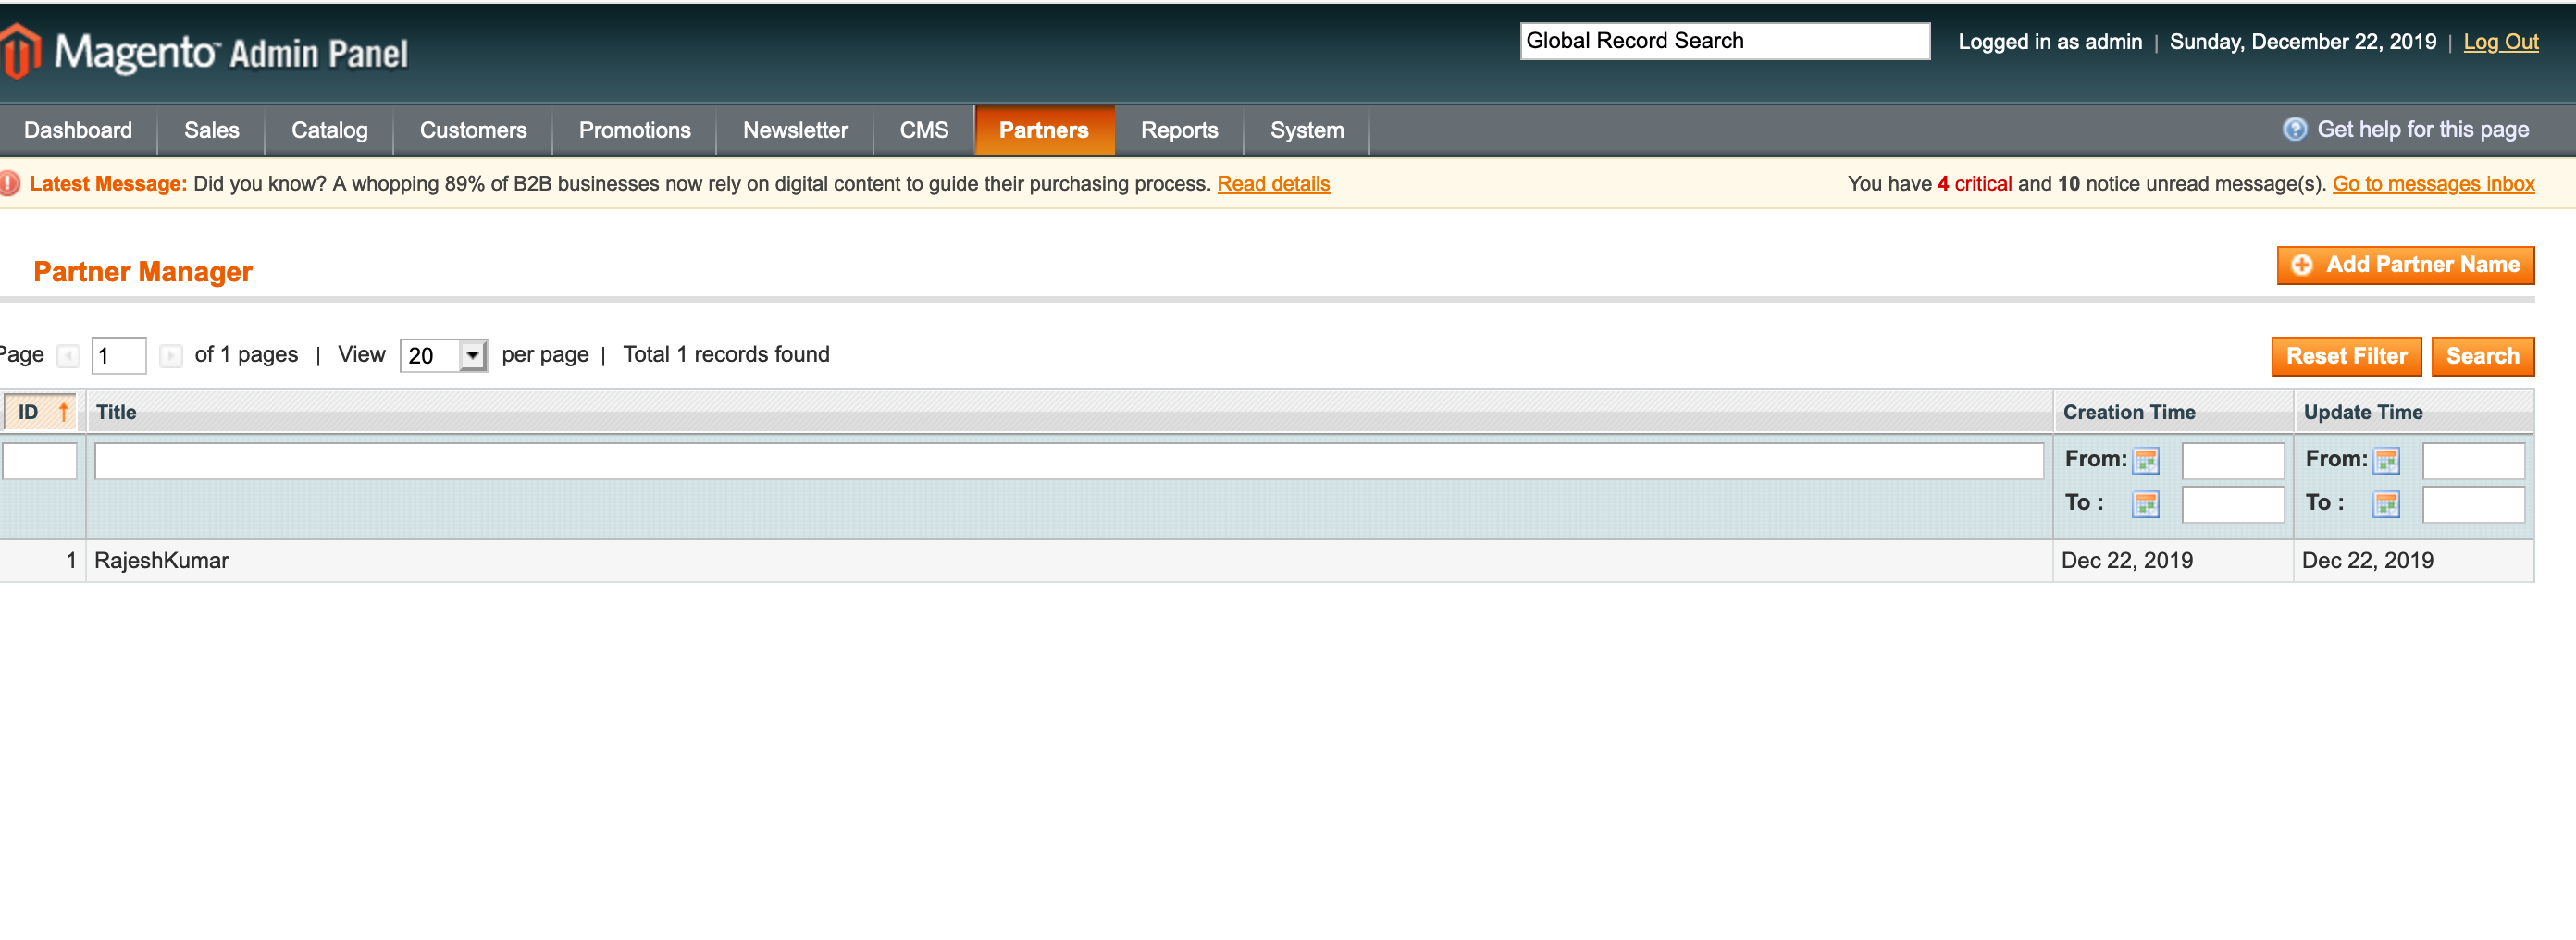 Magento™ Admin Panel
Global Record Search
Logged in as admin | Sunday, December 22, 2019 | Log Out
Dashboard Sales Catalog Customers Promotions Newsletter CMS Partners Reports System
Get help for this page
Latest Message: Did you know? A whopping 89% of B2B businesses now rely on digital content to guide their purchasing process. Read details
You have 4 critical and 10 notice unread message(s). Go to messages inbox
Partner Manager
Add Partner Name
Page 1 of 1 pages | View 20 per page | Total 1 records found
Reset Filter Search
ID Title Creation Time Update Time
From: From:
To : To :
1 RajeshKumar Dec 22, 2019 Dec 22, 2019